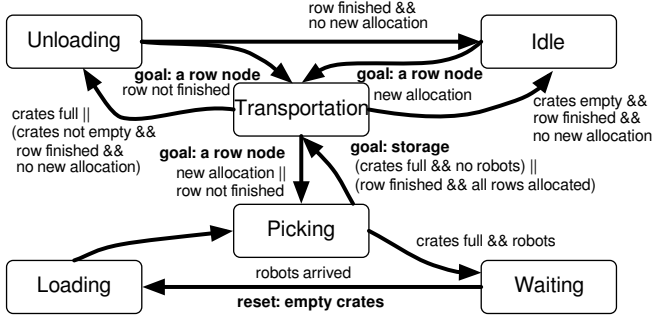 row finished &&
no new allocation
Unloading
Idle
goal: a row node
row not finished
goal: a row node
new allocation
Transportation
crates full ||
(crates not empty &&
row finished &&
no new allocation)
crates empty &&
row finished &&
no new allocation
goal: a row node
new allocation ||
row not finished
goal: storage
(crates full && no robots) ||
(row finished && all rows allocated)
Picking
crates full && robots
Loading
robots arrived
reset: empty crates
Waiting